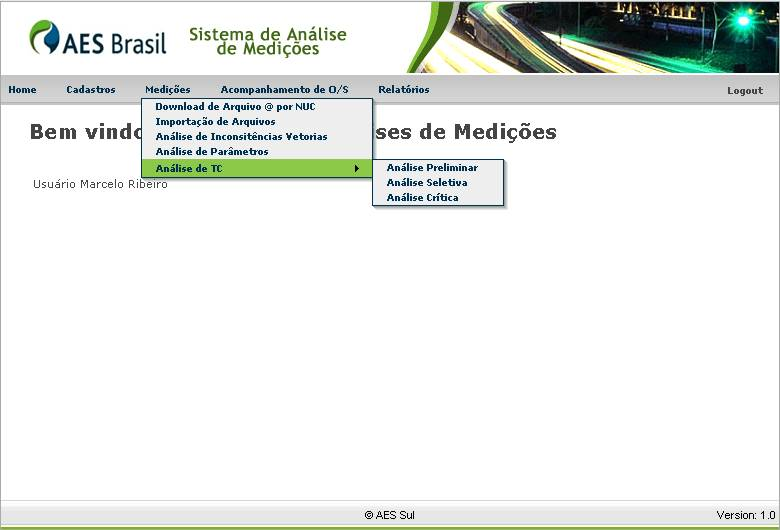 AES Brasil
Sistema de Análise
de Medições
Home Cadastros Medições Acompanhamento de O/S Relatórios Logout
Download de Arquivo @ por NUC
Importação de Arquivos
Análise de Inconsitências Vetorias
Análise de Parâmetros
Análise de TC
Análise Preliminar
Análise Seletiva
Análise Crítica
Bem vindo ses de Medições
Usuário Marcelo Ribeiro
© AES Sul Version: 1.0